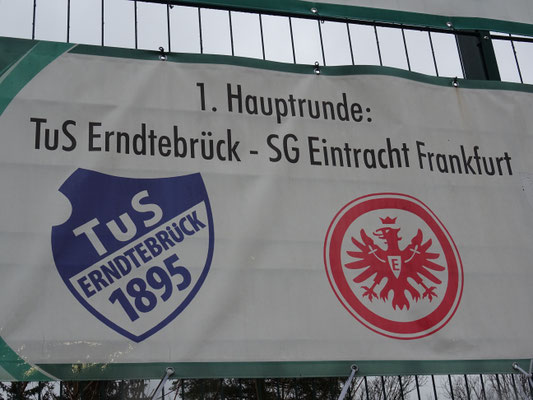 1. Hauptrunde:
TuS Erndtebrück - SG Eintracht Frankfurt
TuS
ERNDTEBRÜCK
1895
E